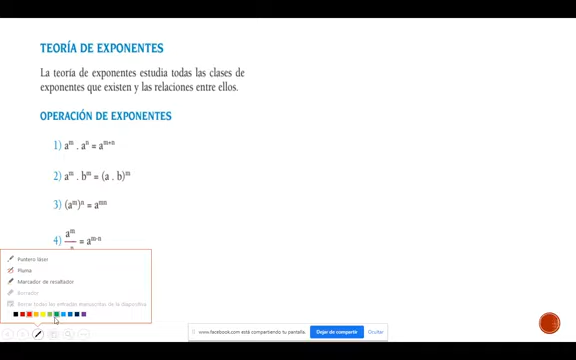 TEORÍA DE EXPONENTES
La teoría de exponentes estudia todas las clases de
exponentes que existen y las relaciones entre ellos.
OPERACIÓN DE EXPONENTES
1) aᵐ . aⁿ = aᵐ⁺ⁿ
2) aᵐ . bᵐ = (a . b)ᵐ
3) (aᵐ)ⁿ = aᵐⁿ
4) aᵐ/ = aᵐ⁻ⁿ
Puntero láser
Pluma
Marcador de resaltador
Borrador
Borrar todas las entradas manuscritas de la diapositiva
www.facebook.com está compartiendo tu pantalla.
Dejar de compartir
Ocultar